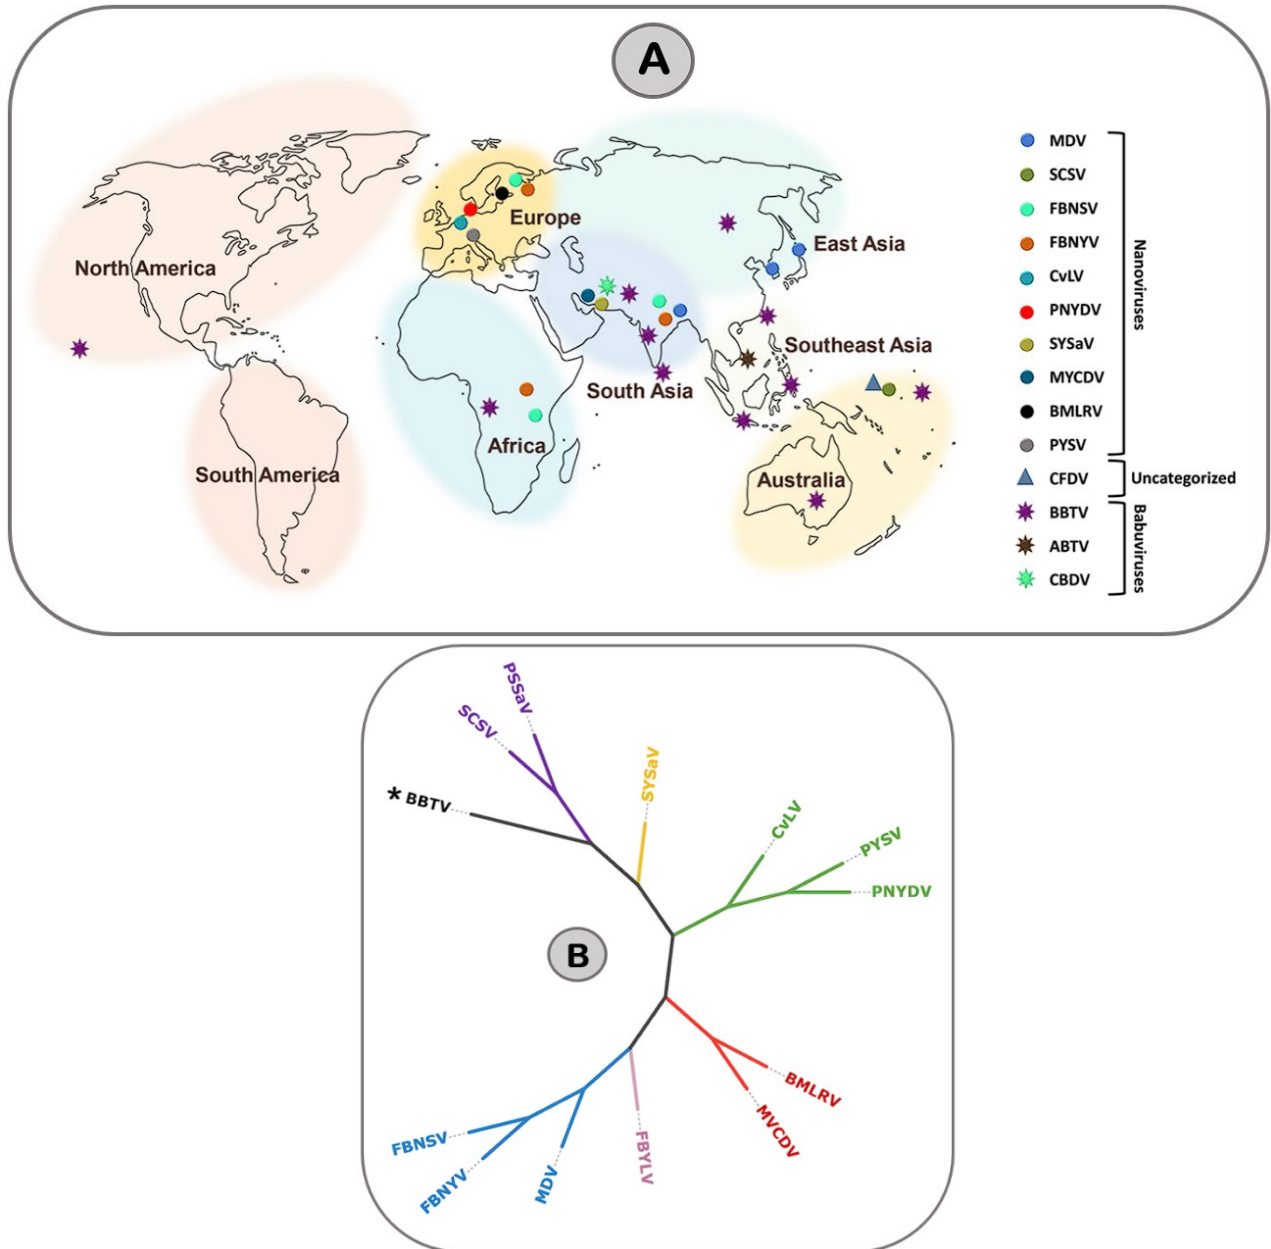 A
North America
South America
Europe
Africa
South Asia
East Asia
Southeast Asia
Australia
MDV
SCSV
FBNSV
FBNYV
CvLV
PNYDV
SYSaV
MYCDV
BMLRV
PYSV
CFDV
BBTV
ABTV
CBDV
Nanoviruses
Uncategorized
Babuviruses
B
PSSaV
SCSV
* BBTV
SYSaV
CvLV
PYSV
PNYDV
BMLRV
MVCDV
FBYLV
MDV
FBNYV
FBNSV